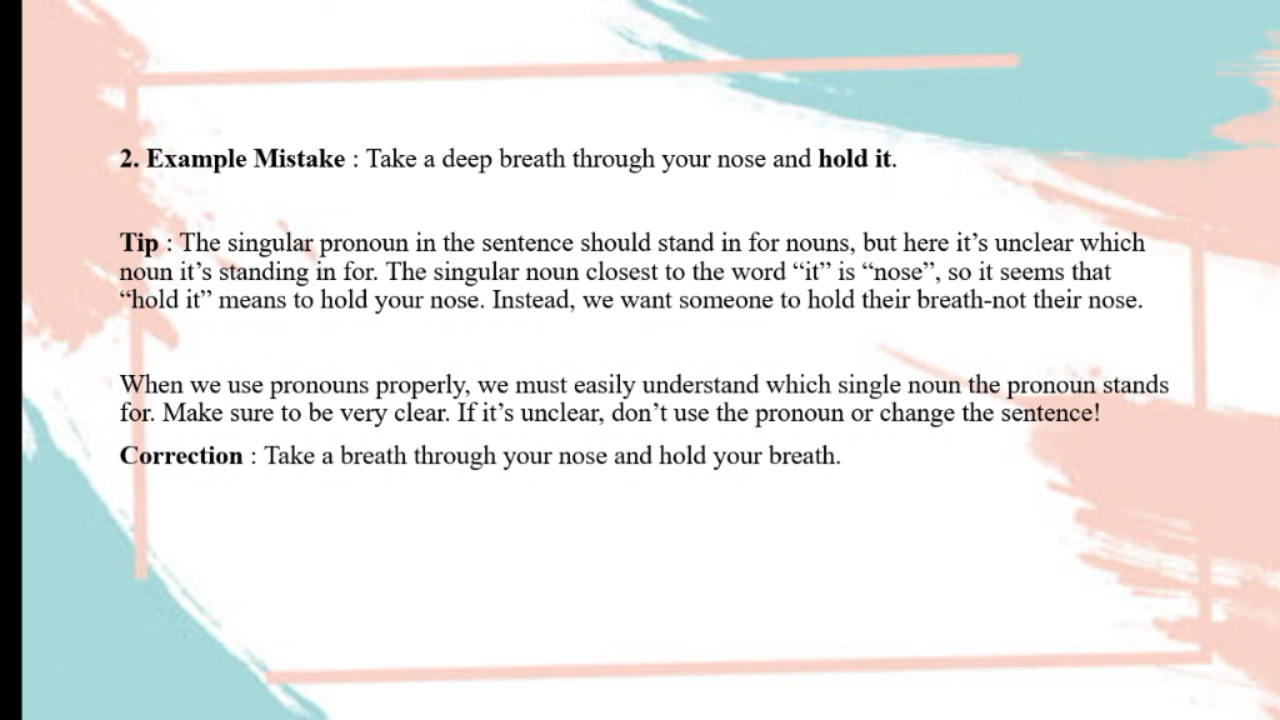 2. Example Mistake : Take a deep breath through your nose and hold it.
Tip : The singular pronoun in the sentence should stand in for nouns, but here it’s unclear which
noun it’s standing in for. The singular noun closest to the word “it” is “nose”, so it seems that
“hold it” means to hold your nose. Instead, we want someone to hold their breath-not their nose.
When we use pronouns properly, we must easily understand which single noun the pronoun stands
for. Make sure to be very clear. If it’s unclear, don’t use the pronoun or change the sentence!
Correction : Take a breath through your nose and hold your breath.